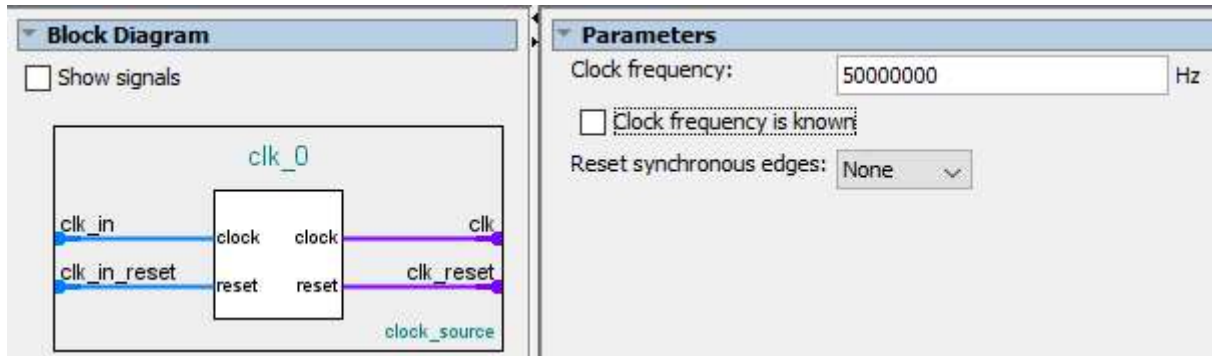 Block Diagram
Show signals
clk_0
clk_in
clock
clock
clk
clk_in_reset
reset
reset
clk_reset
clock_source
Parameters
Clock frequency:
50000000
Hz
Clock frequency is known
Reset synchronous edges:
None